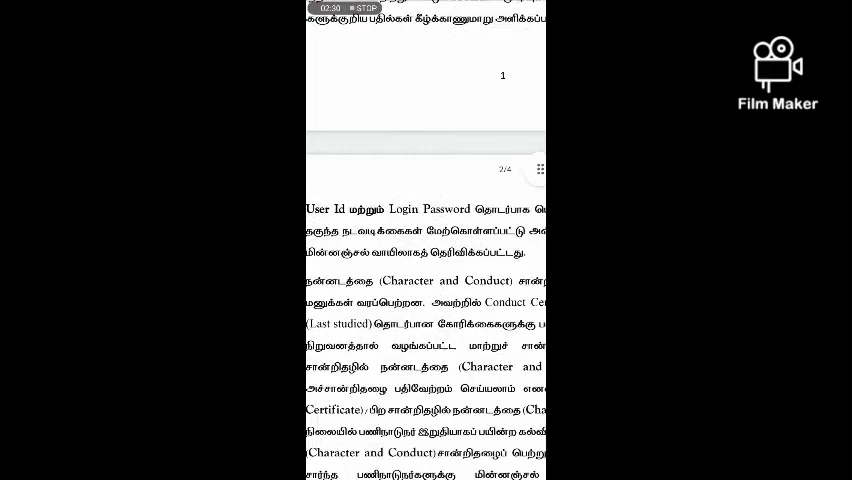 02:30 STOP
களுக்குறிய பதில்கள் கீழ்க்காணுமாறு அளிக்கப்ப
1
Film Maker
2/4
User Id மற்றும் Login Password தொடர்பாக பெ
தகுந்த நடவடிக்கைகள் மேற்கொள்ளப்பட்டு அவ
மின்னஞ்சல் வாயிலாகத் தெரிவிக்கப்பட்டது.
நன்னடத்தை (Character and Conduct) சான்றி
மனுக்கள் வரப்பெற்றன. அவற்றில் Conduct Cer
(Last studied) தொடர்பான கோரிக்கைகளுக்கு ப
நிறுவனத்தால் வழங்கப்பட்ட மாற்றுச் சான்
சான்றிதழில் நன்னடத்தை (Character and
அச்சான்றிதழை பதிவேற்றம் செய்யலாம் என
Certificate) / பிற சான்றிதழில் நன்னடத்தை (Cha
நிலையில் பணிநாடுநர் இறுதியாகப் பயின்ற கல்வி
(Character and Conduct) சான்றிதழைப் பெற்று
சார்ந்த பணிநாடுநர்களுக்கு மின்னஞ்சல்